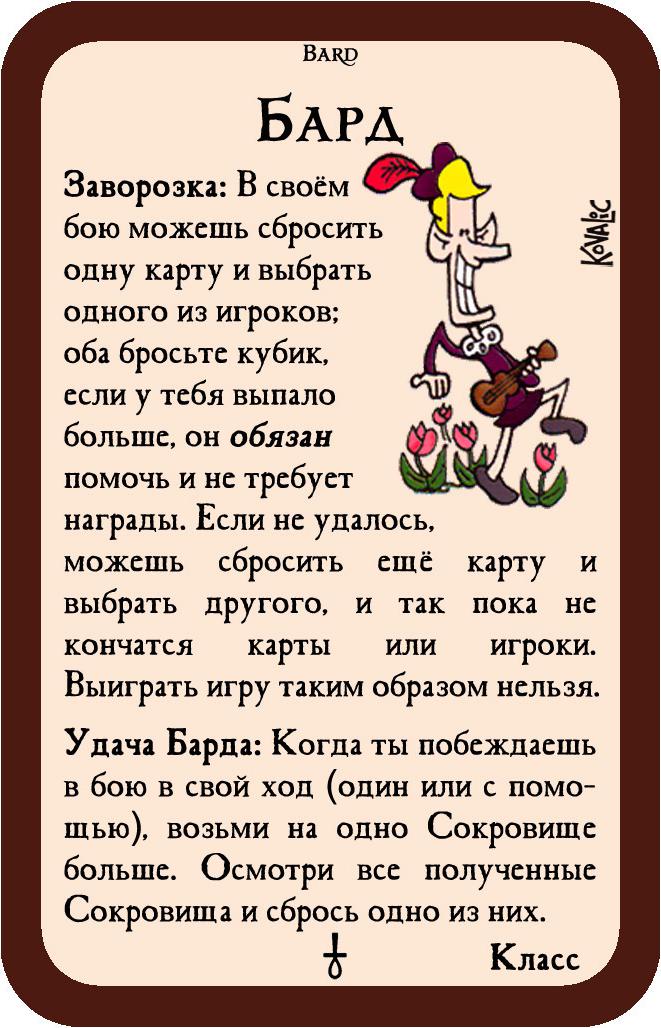 Bard
Бард
Заворозка: В своём
бою можешь сбросить
одну карту и выбрать
одного из игроков;
оба бросьте кубик,
если у тебя выпало
больше, он обязан
помочь и не требует
награды. Если не удалось,
можешь сбросить ещё карту и
выбрать другого, и так пока не
кончатся карты или игроки.
Выиграть игру таким образом нельзя.
Удача Барда: Когда ты побеждаешь
в бою в свой ход (один или с помо-
щью), возьми на одно Сокровище
больше. Осмотри все полученные
Сокровища и сбрось одно из них.
Класс
Kovalic